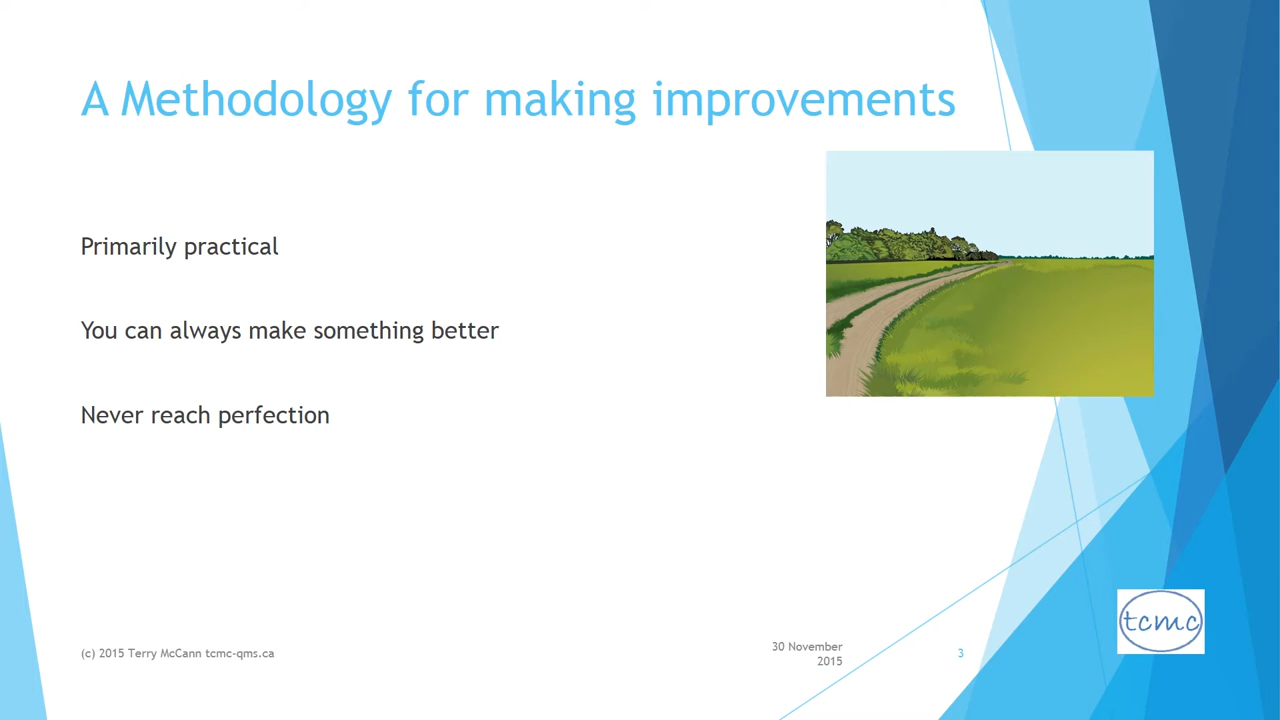 A Methodology for making improvements
Primarily practical
You can always make something better
Never reach perfection
(c) 2015 Terry McCann tcmc-qms.ca
30 November
2015
3
tcmc